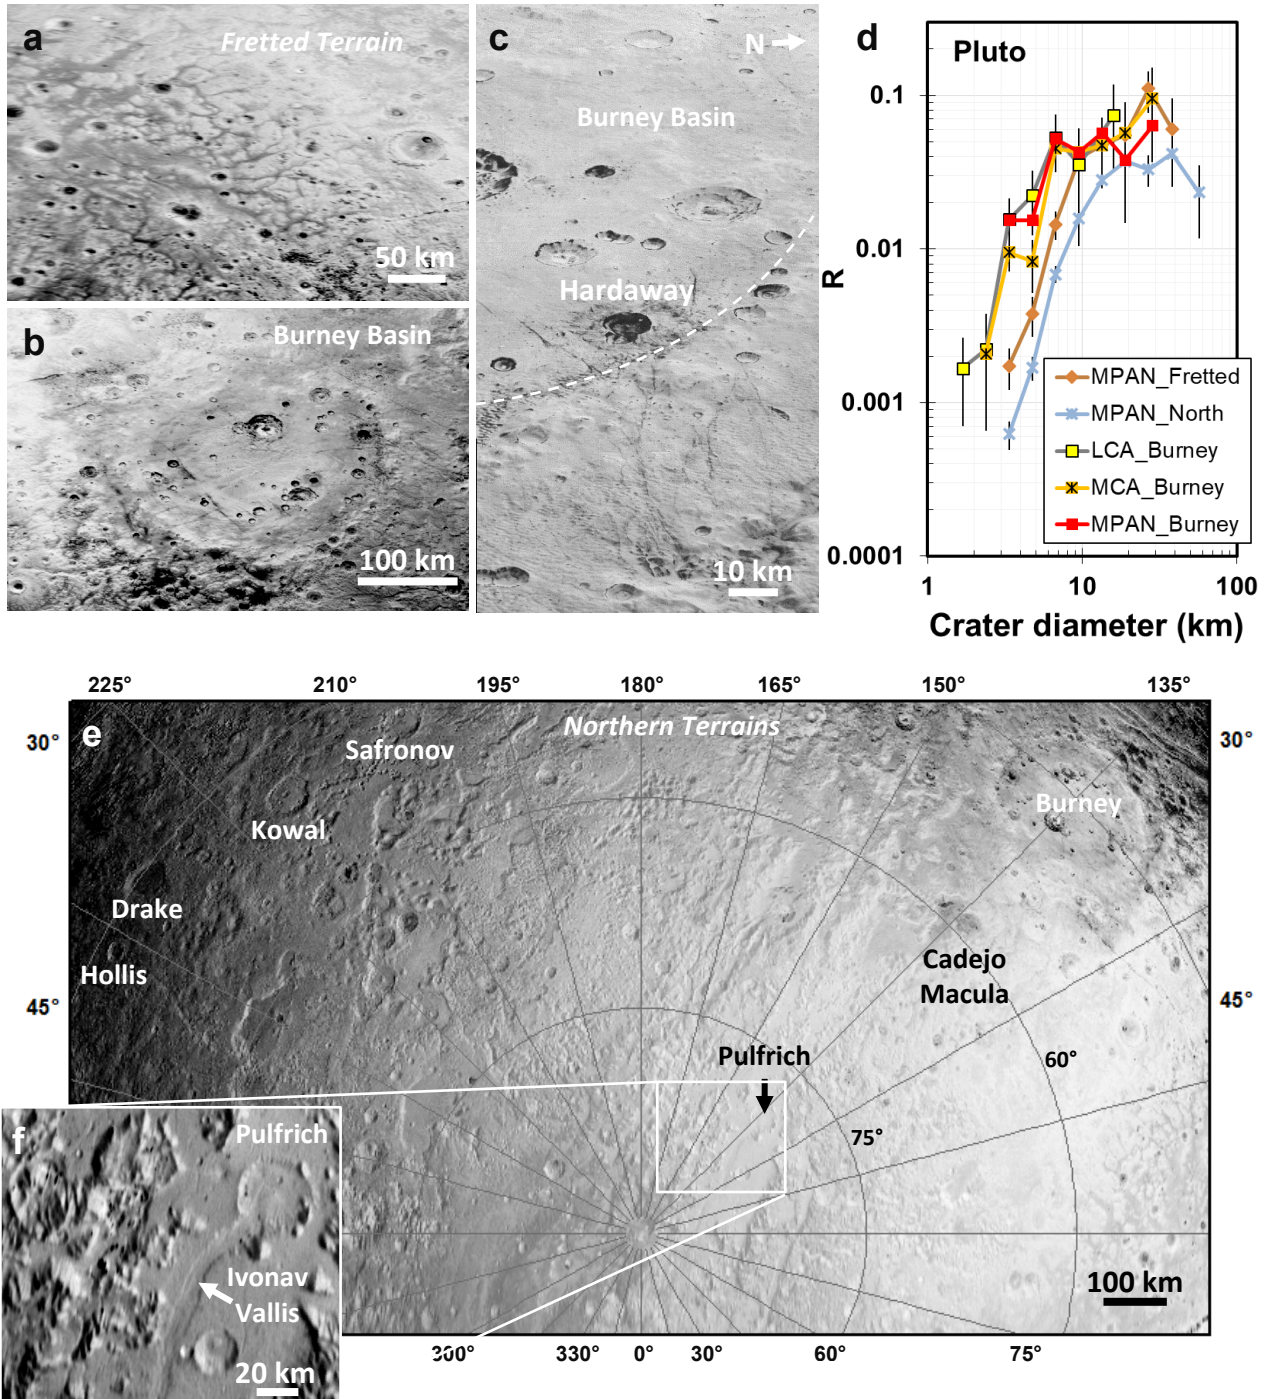 a
Fretted Terrain
50 km
b
Burney Basin
100 km
c
N
Burney Basin
Hardaway
10 km
d
Pluto
R
0.1
0.01
0.001
0.0001
1
10
100
Crater diameter (km)
MPAN_Fretted
MPAN_North
LCA_Burney
MCA_Burney
MPAN_Burney
225°
210°
195°
180°
165°
150°
135°
e
Northern Terrains
30°
30°
Safronov
Kowal
Burney
Drake
Hollis
Cadejo
Macula
45°
45°
Pulfrich
60°
75°
100 km
f
Pulfrich
Ivonav
Vallis
20 km
300°
330°
0°
30°
60°
75°